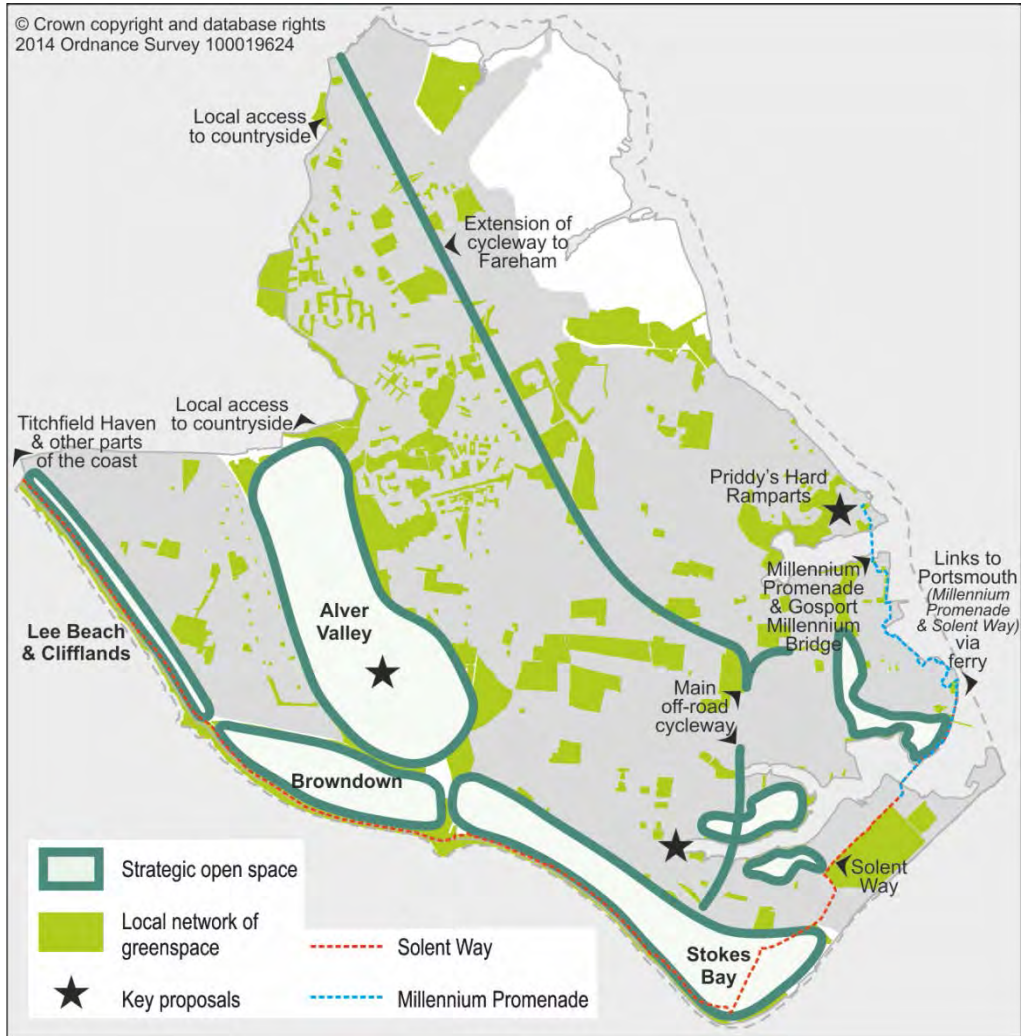 © Crown copyright and database rights
2014 Ordnance Survey 100019624
Local access
to countryside
Extension of
cycleway to
Fareham
Local access
to countryside
Titchfield Haven
& other parts
of the coast
Priddy's Hard
Ramparts
Millennium
Promenade
& Gosport
Millennium
Bridge
Links to
Portsmouth
(Millennium
Promenade
& Solent Way)
via
ferry
Alver
Valley
Lee Beach
& Clifflands
Main
off-road
cycleway
Browndown
Solent
Way
Stokes
Bay
Strategic open space
Local network of
greenspace
Key proposals
Solent Way
Millennium Promenade